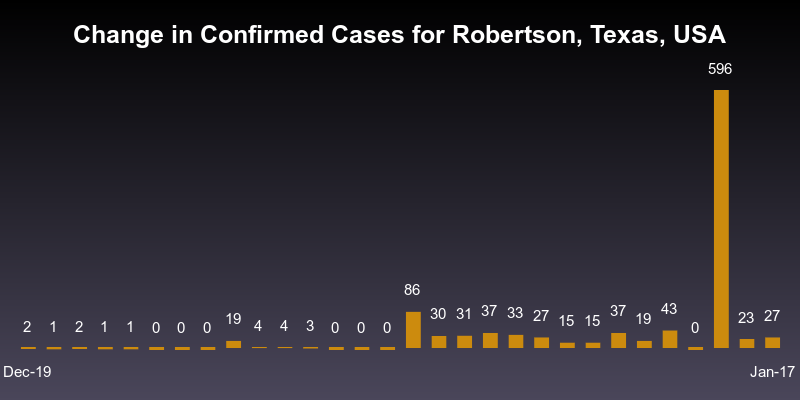 Change in Confirmed Cases for Robertson, Texas, USA
596
86
2 1 2 1 1 0 0 0 19 4 4 3 0 0 0 30 31 37 33 27 15 15 37 19 43 0 23 27
Dec-19 Jan-17